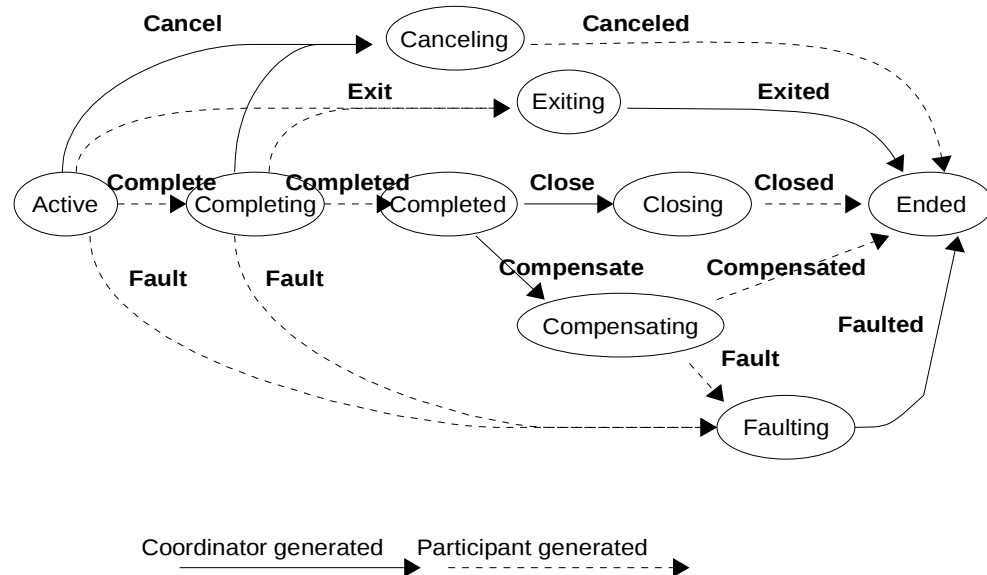 Cancel
Canceling
Canceled
Exit
Exiting
Exited
Active
Complete
Completing
Completed
Completed
Close
Closing
Closed
Ended
Fault
Fault
Compensate
Compensated
Compensating
Fault
Faulted
Faulting
Coordinator generated
Participant generated